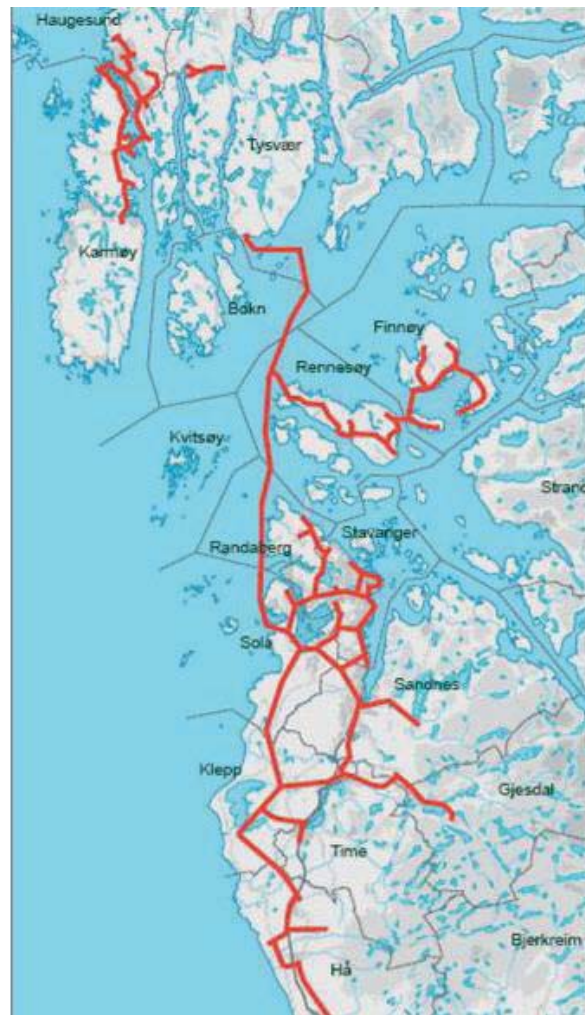 Haugesund
Tysvær
Karmøy
Bokn
Finnøy
Rennesøy
Kvitsøy
Strand
Stavanger
Randaberg
Sola
Sandnes
Klepp
Gjesdal
Time
Bjerkreim
Hå